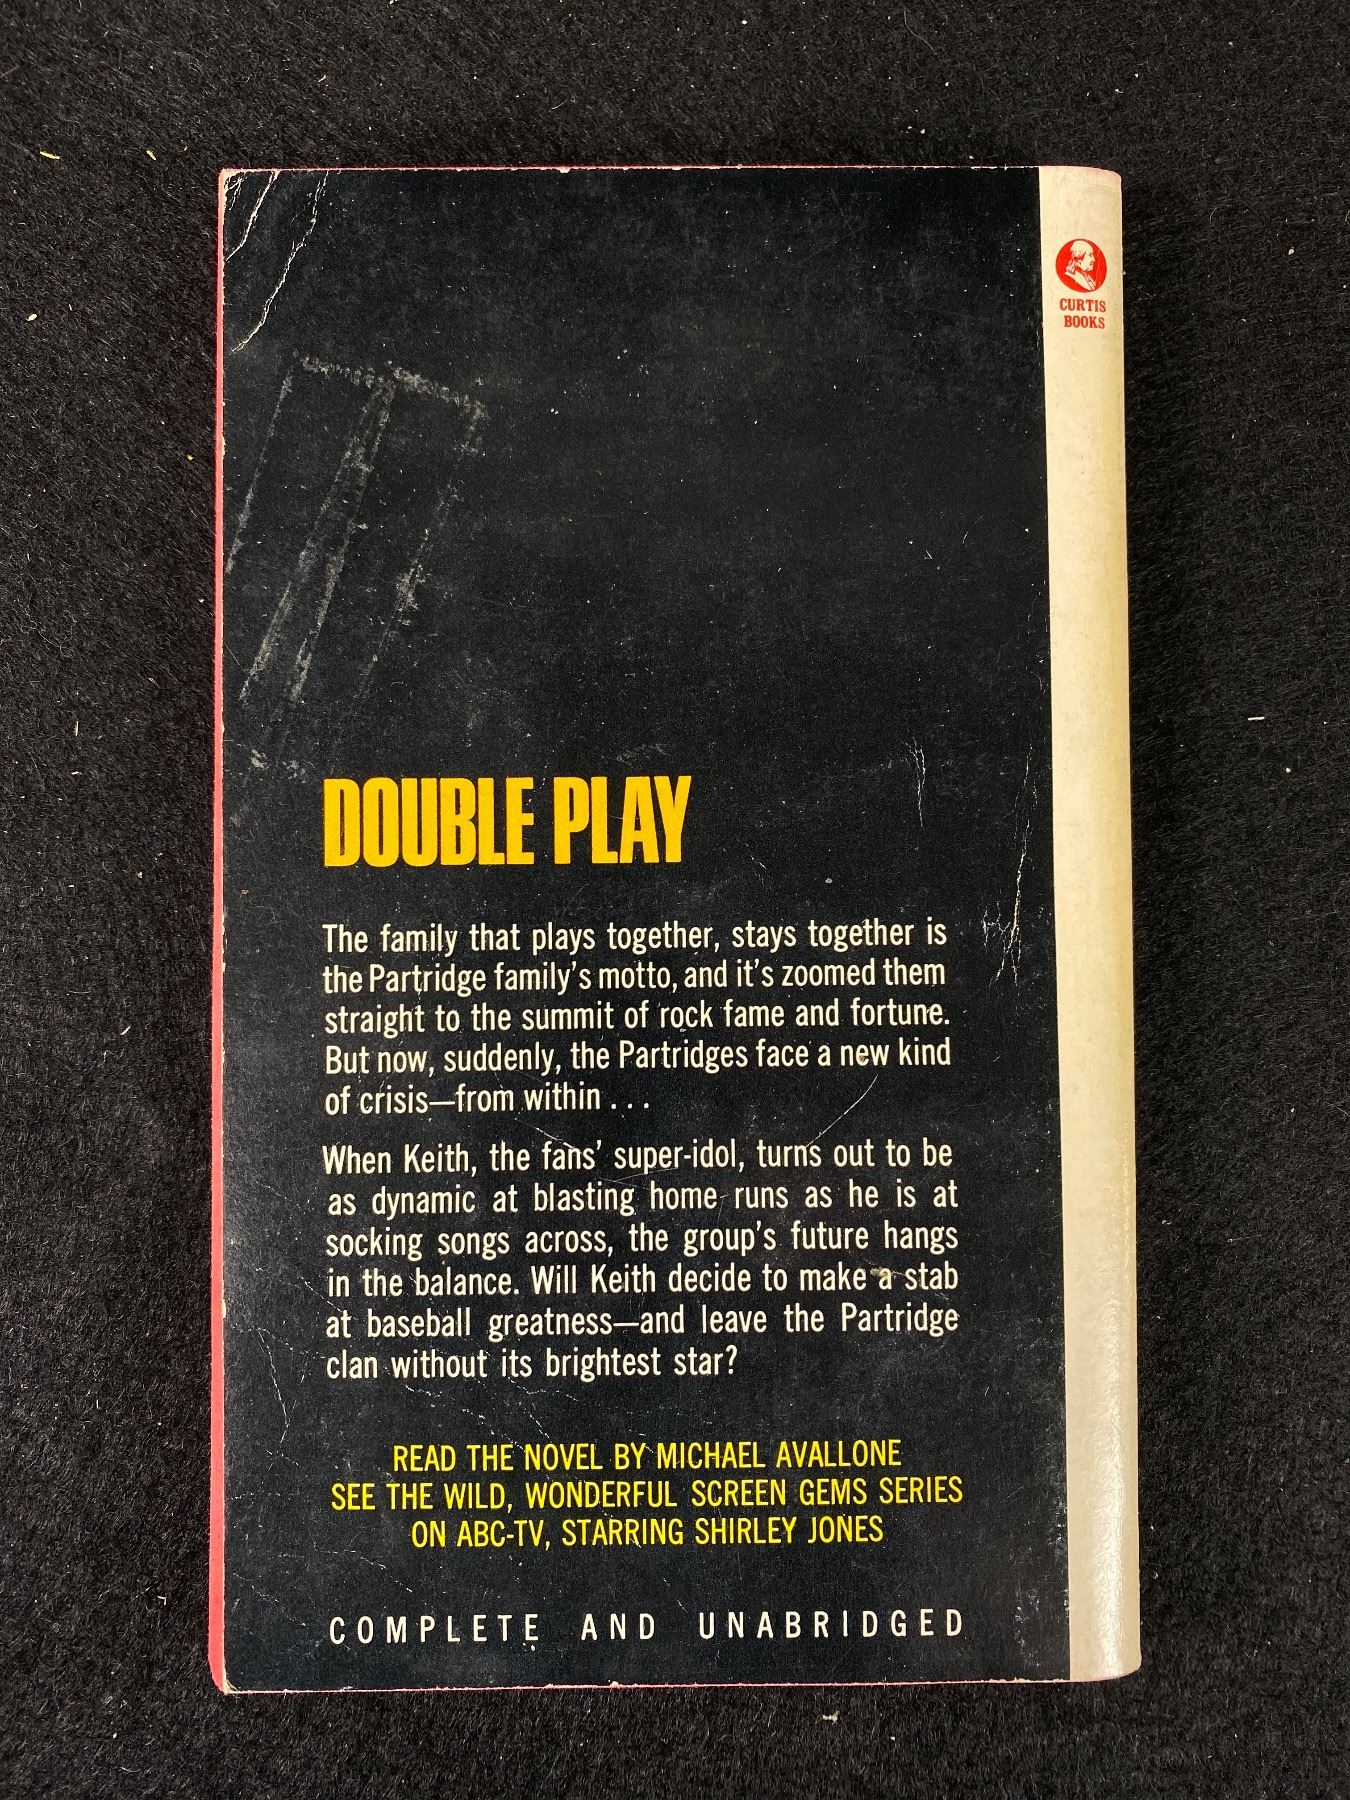 CURTIS
BOOKS
DOUBLE PLAY
The family that plays together, stays together is
the Partridge family's motto, and it's zoomed them
straight to the summit of rock fame and fortune.
But now, suddenly, the Partridges face a new kind
of crisis—from within . . .
When Keith, the fans' super-idol, turns out to be
as dynamic at blasting home runs as he is at
socking songs across, the group's future hangs
in the balance. Will Keith decide to make a stab
at baseball greatness—and leave the Partridge
clan without its brightest star?
READ THE NOVEL BY MICHAEL AVALLONE
SEE THE WILD, WONDERFUL SCREEN GEMS SERIES
ON ABC-TV, STARRING SHIRLEY JONES
COMPLETE AND UNABRIDGED